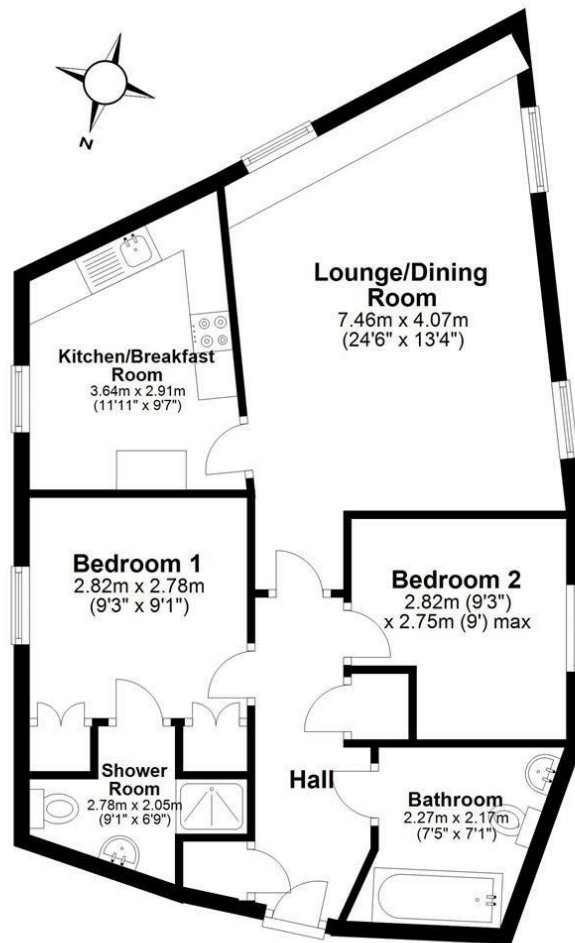 N
Lounge/Dining
Room
7.46m x 4.07m
(24'6" x 13'4")
Kitchen/Breakfast
Room
3.64m x 2.91m
(11'11" x 9'7")
Bedroom 1
2.82m x 2.78m
(9'3" x 9'1")
Bedroom 2
2.82m (9'3")
x 2.75m (9') max
Shower
Room
2.78m x 2.05m
(9'1" x 6'9")
Hall
Bathroom
2.27m x 2.17m
(7'5" x 7'1")